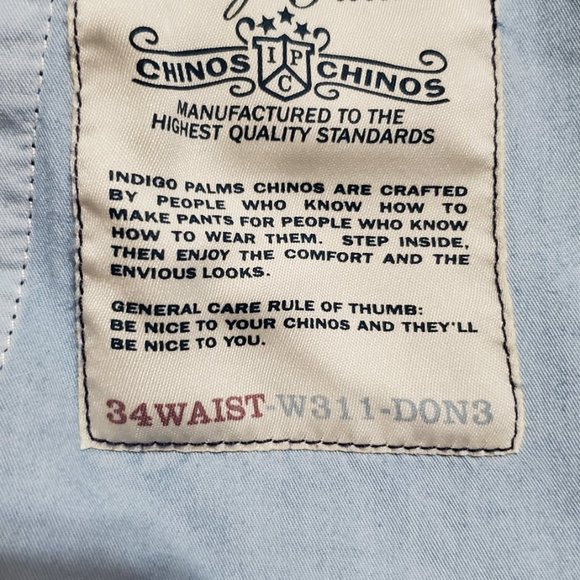 CHINOS I P C CHINOS
MANUFACTURED TO THE
HIGHEST QUALITY STANDARDS
INDIGO PALMS CHINOS ARE CRAFTED
BY PEOPLE WHO KNOW HOW TO
MAKE PANTS FOR PEOPLE WHO KNOW
HOW TO WEAR THEM. STEP INSIDE,
THEN ENJOY THE COMFORT AND THE
ENVIOUS LOOKS.
GENERAL CARE RULE OF THUMB:
BE NICE TO YOUR CHINOS AND THEY'LL
BE NICE TO YOU.
34WAIST-W311-DON3